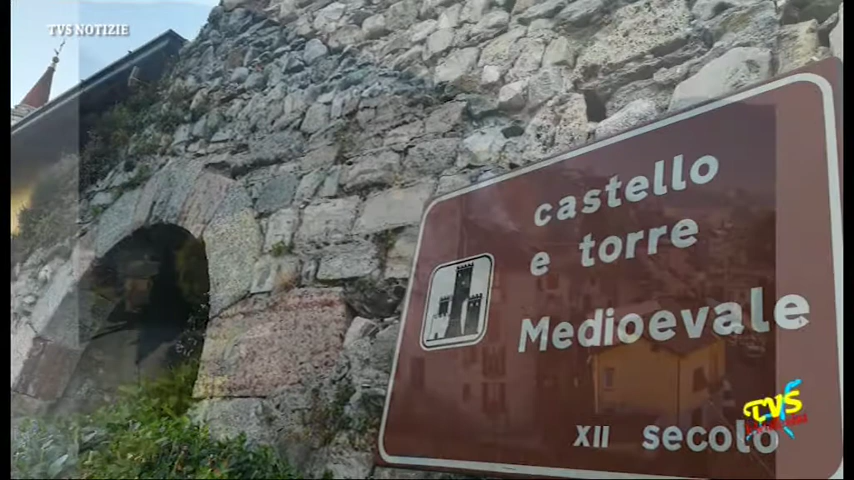 TVS NOTIZIE
castello
e torre
Medioevale
XII secolo
TVS